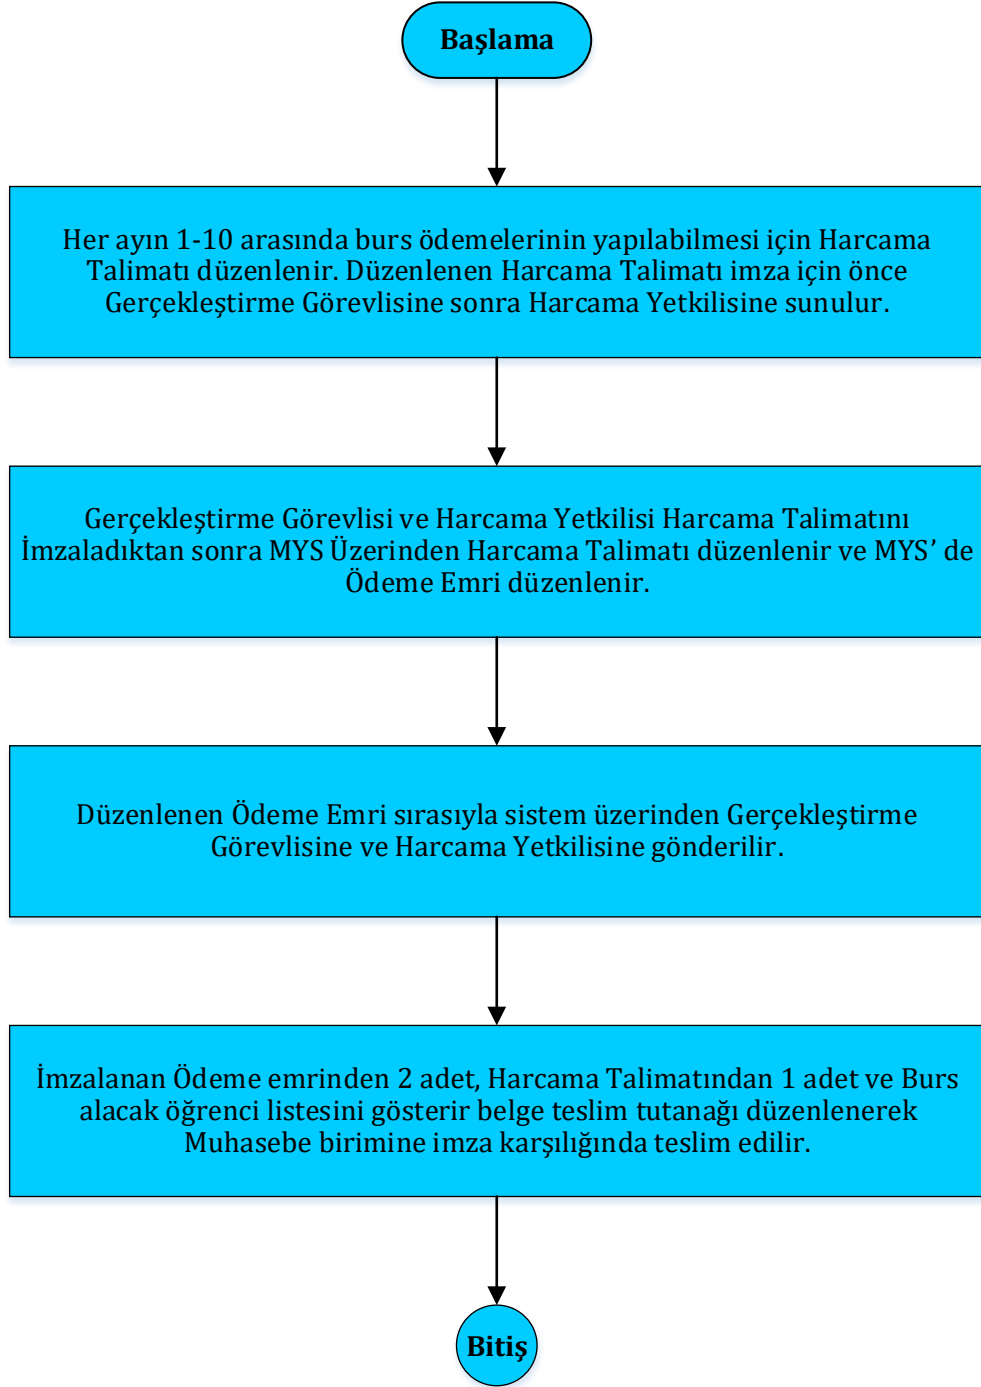 Başlama
Her ayın 1-10 arasında burs ödemelerinin yapılabilmesi için Harcama
Talimatı düzenlenir. Düzenlenen Harcama Talimatı imza için önce
Gerçekleştirme Görevlisine sonra Harcama Yetkilisine sunulur.
Gerçekleştirme Görevlisi ve Harcama Yetkilisi Harcama Talimatını
İmzaladıktan sonra MYS Üzerinden Harcama Talimatı düzenlenir ve MYS’ de
Ödeme Emri düzenlenir.
Düzenlenen Ödeme Emri sırasıyla sistem üzerinden Gerçekleştirme
Görevlisine ve Harcama Yetkilisine gönderilir.
İmzalanan Ödeme emrinden 2 adet, Harcama Talimatından 1 adet ve Burs
alacak öğrenci listesini gösterir belge teslim tutanağı düzenlenerek
Muhasebe birimine imza karşılığında teslim edilir.
Bitiş